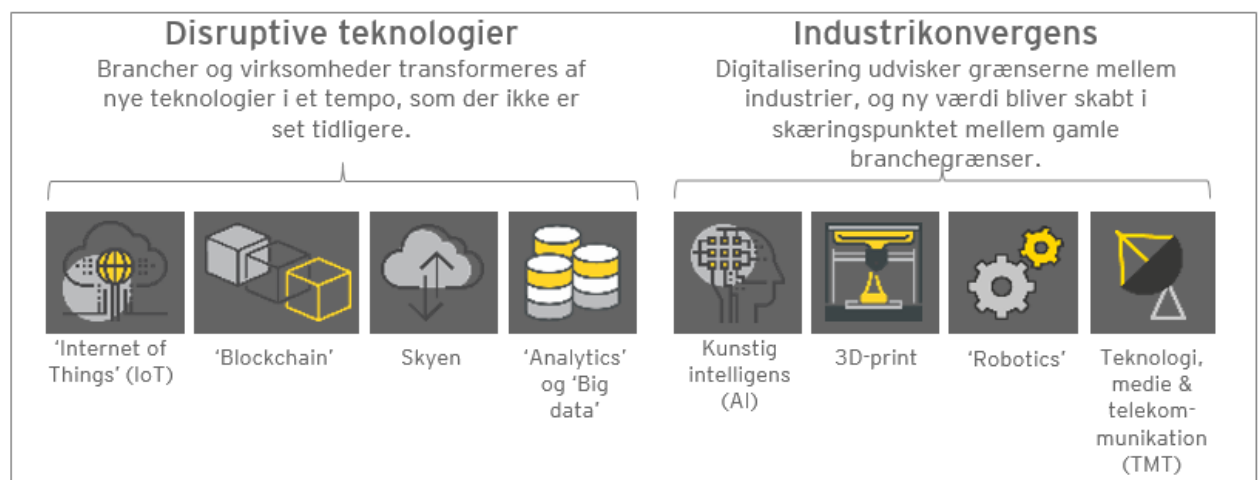 Disruptive teknologier
Brancher og virksomheder transformeres af
nye teknologier i et tempo, som der ikke er
set tidligere.
Industrikonvergens
Digitalisering udvisker grænserne mellem
industrier, og ny værdi bliver skabt i
skæringspunktet mellem gamle
branchegrænser.
‘Internet of
Things’ (IoT)
‘Blockchain’
Skyen
‘Analytics’
og ‘Big
data’
Kunstig
intelligens
(AI)
3D-print
‘Robotics’
Teknologi,
medie &
telekom-
munikation
(TMT)